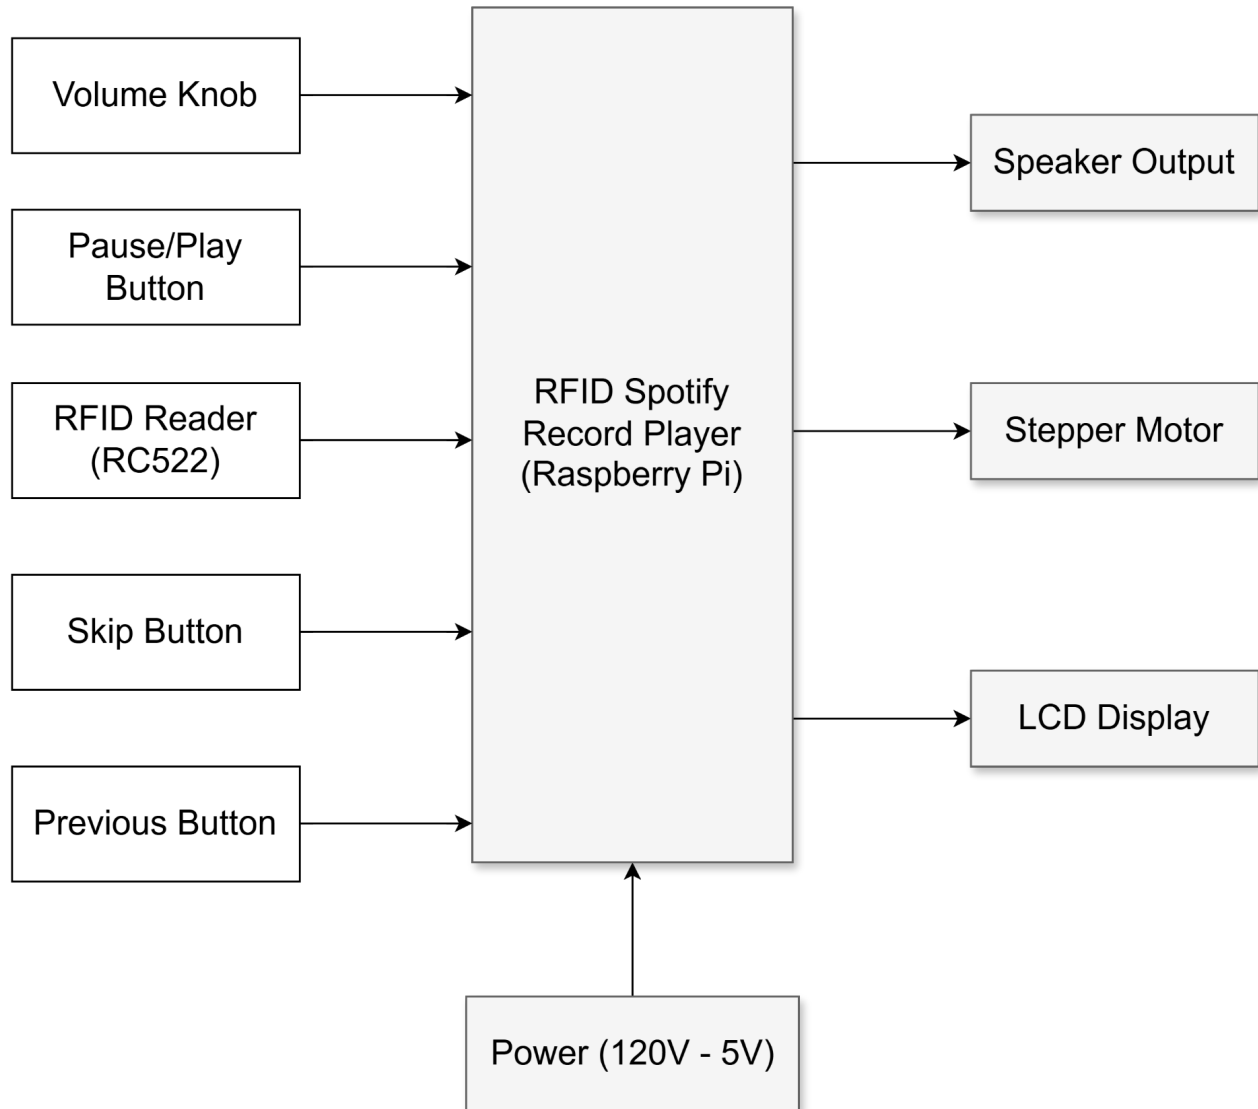 Volume Knob
Pause/Play
Button
RFID Reader
(RC522)
Skip Button
Previous Button
RFID Spotify
Record Player
(Raspberry Pi)
Speaker Output
Stepper Motor
LCD Display
Power (120V - 5V)